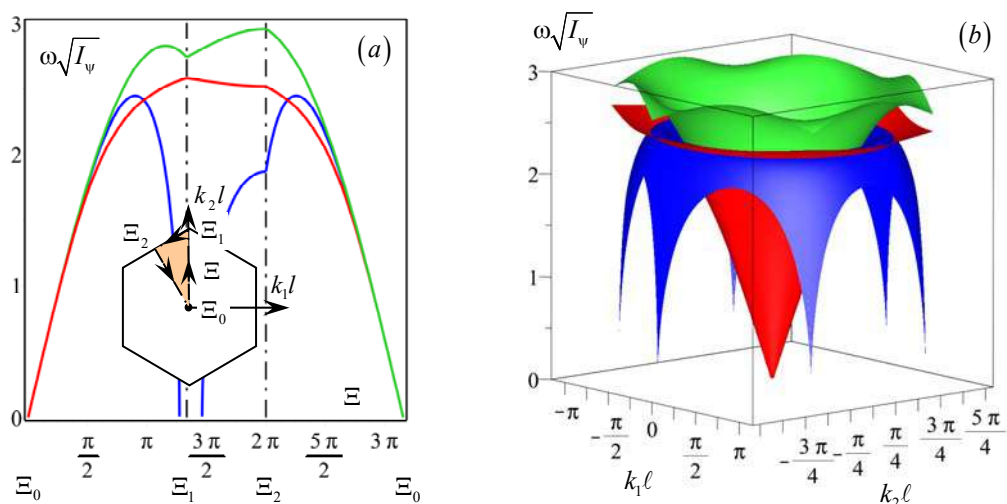 3
ω√I_ψ
(a)
2
k₂l
Ξ₂
Ξ₁
Ξ
1
k₁l
Ξ₀
0
Ξ
π/2
π
3π/2
2π
5π/2
3π
Ξ₀
Ξ₁
Ξ₂
Ξ₀
ω√I_ψ
(b)
3
2
1
0
-π
-π/2
0
π/2
π
k₁ℓ
-3π/4
-π/4
π/4
3π/4
5π/4
k₂ℓ